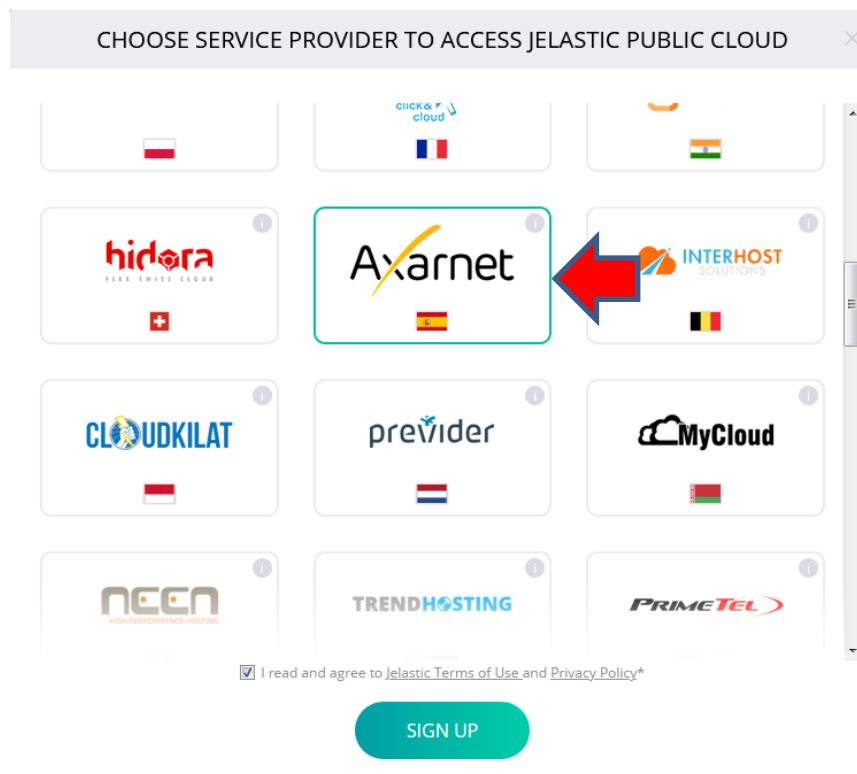 CHOOSE SERVICE PROVIDER TO ACCESS JELASTIC PUBLIC CLOUD
click &
cloud
hidora
FLEX SWISS CLOUD
Axarnet
INTERHOST
SOLUTIONS
CLOUDKILAT
previder
MyCloud
NEEN
HIGH-PERFORMANCE HOSTING
TRENDHOSTING
PRIMETEL
I read and agree to Jelastic Terms of Use and Privacy Policy*
SIGN UP